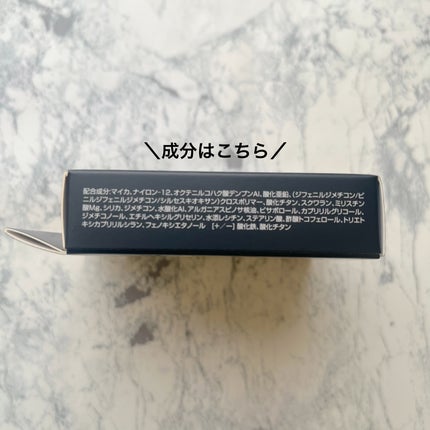 ＼成分はこちら／
配合成分:マイカ、ナイロン-12、オクテニルコハク酸デンプンAl、酸化亜鉛、(ジフェニルジメチコン/ビ
ニルジフェニルジメチコン/シルセスキオキサン)クロスポリマー、酸化チタン、スクワラン、ミリスチン
酸Mg、シリカ、ジメチコン、水酸化Al、アルガニアスピノサ核油、ビサボロール、カプリリルグリコール、
ジメチコノール、エチルヘキシルグリセリン、水添レシチン、ステアリン酸、酢酸トコフェロール、トリエト
キシカプリリルシラン、フェノキシエタノール [＋／－] 酸化鉄、酸化チタン